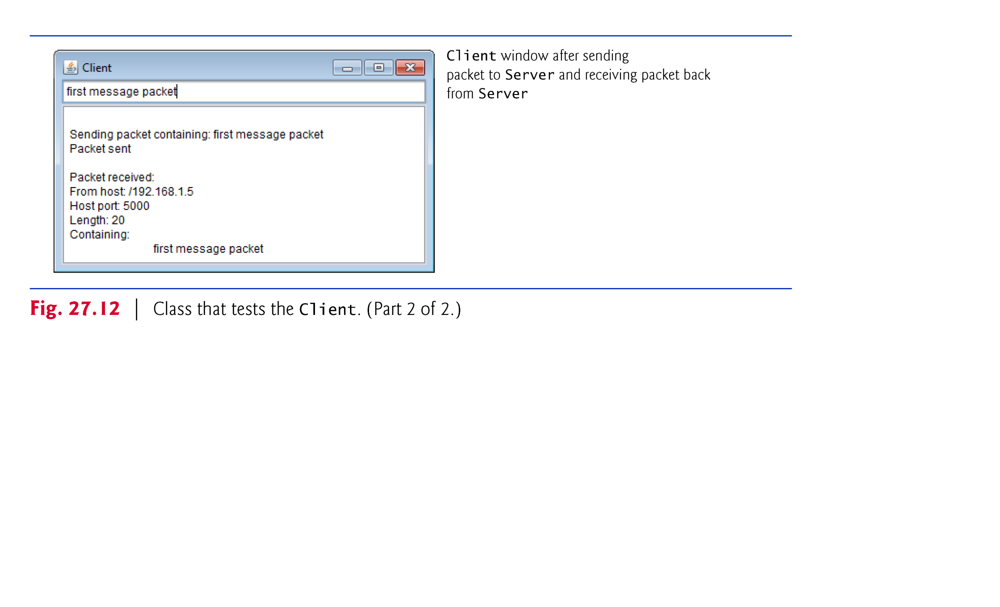 Client
first message packet
Sending packet containing: first message packet
Packet sent
Packet received:
From host: /192.168.1.5
Host port: 5000
Length: 20
Containing:
first message packet
Client window after sending
packet to Server and receiving packet back
from Server
Fig. 27.12 | Class that tests the Client. (Part 2 of 2.)